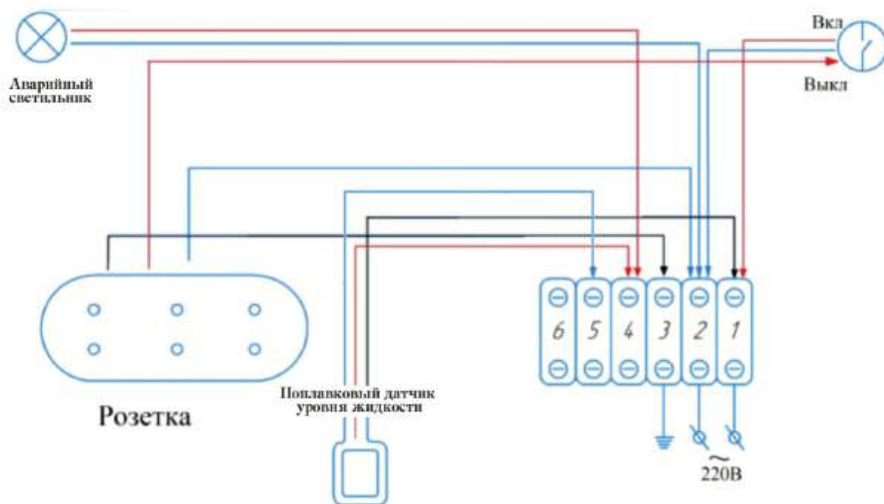 Вкл
Аварийный
светильник
Выкл
6 5 4 3 2 1
Поплавковый датчик
уровня жидкости
Розетка
~
220В